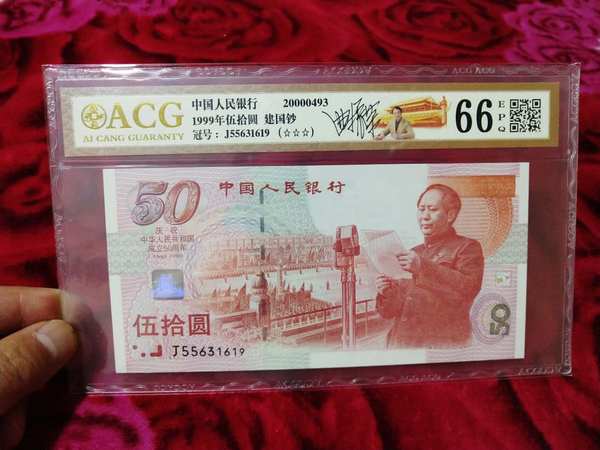 ACG
AI CANG GUARANTY
中国人民银行 20000493
1999年伍拾圆 建国钞
冠号：J55631619 (☆☆☆)
66
EPQ
50
中国人民银行
庆祝
中华人民共和国
成立50周年
伍拾圆
J55631619
50